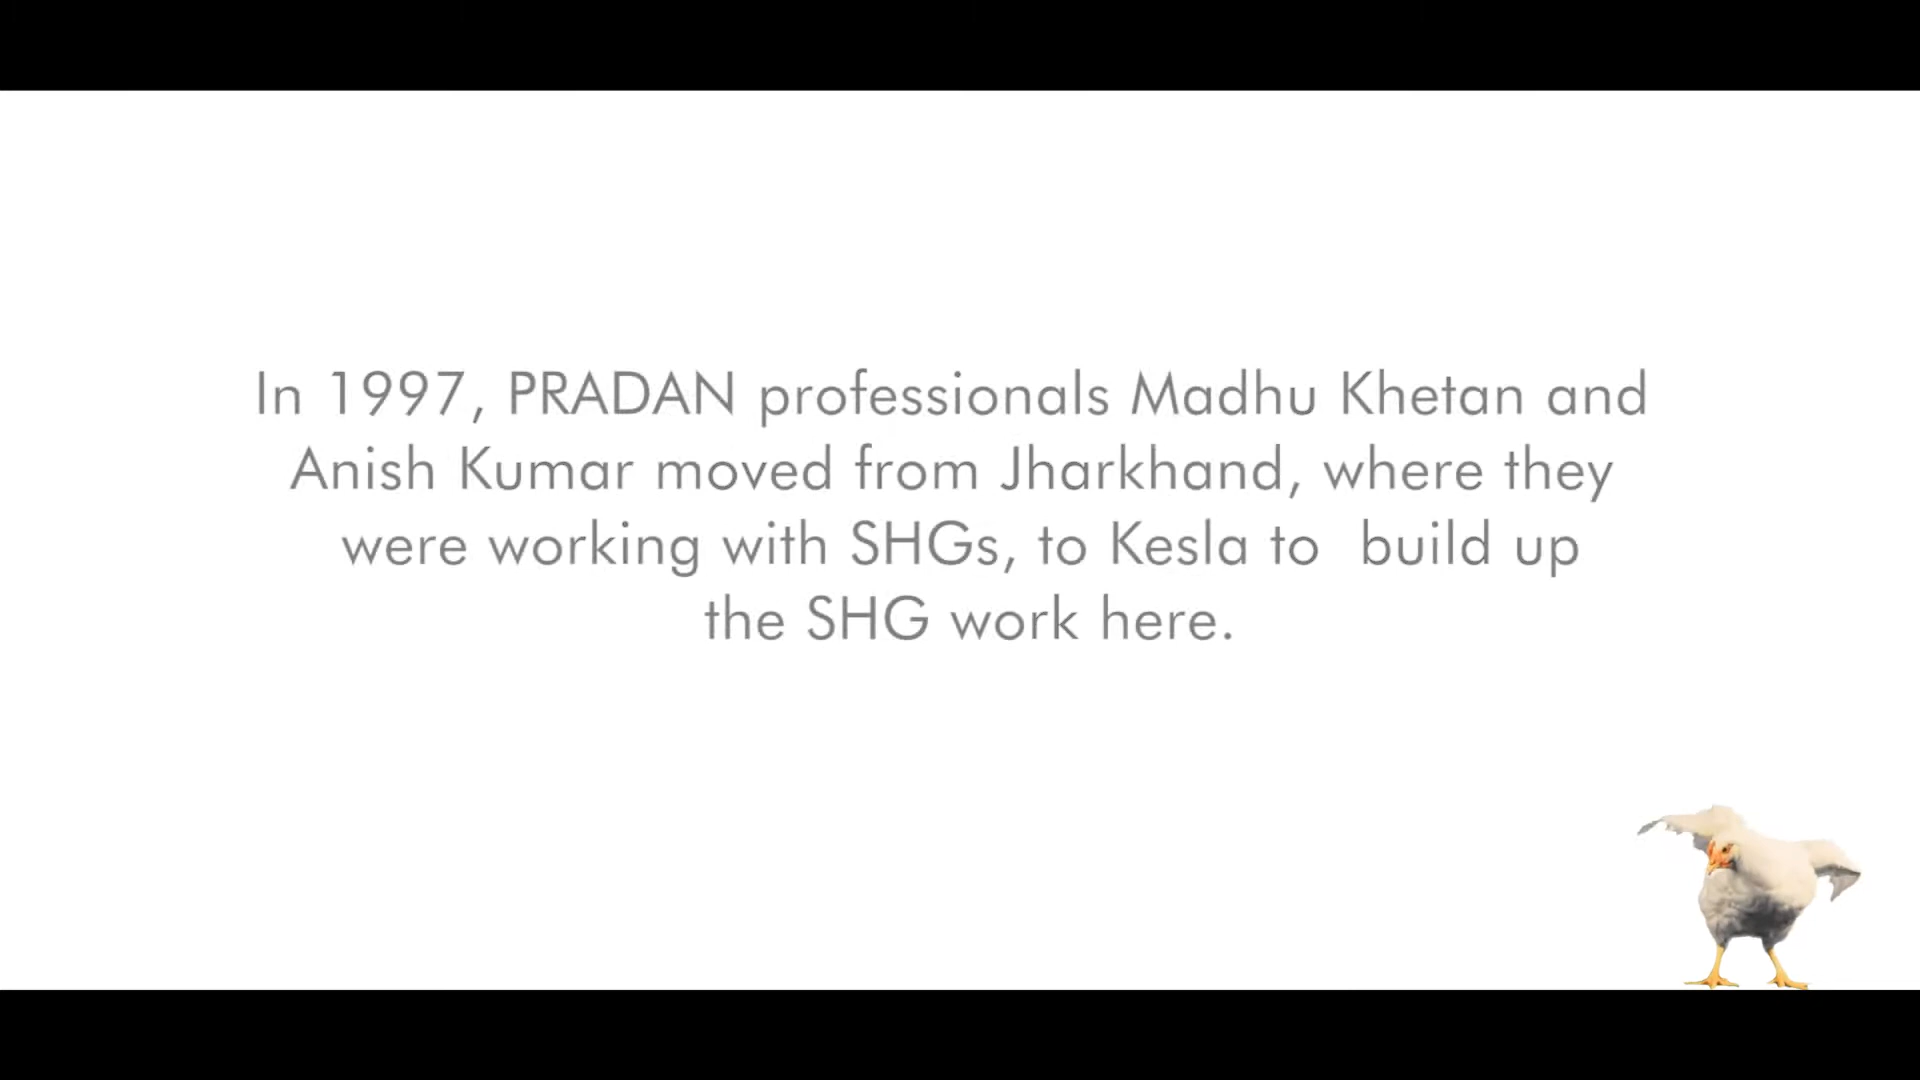 In 1997, PRADAN professionals Madhu Khetan and
Anish Kumar moved from Jharkhand, where they
were working with SHGs, to Kesla to  build up
the SHG work here.